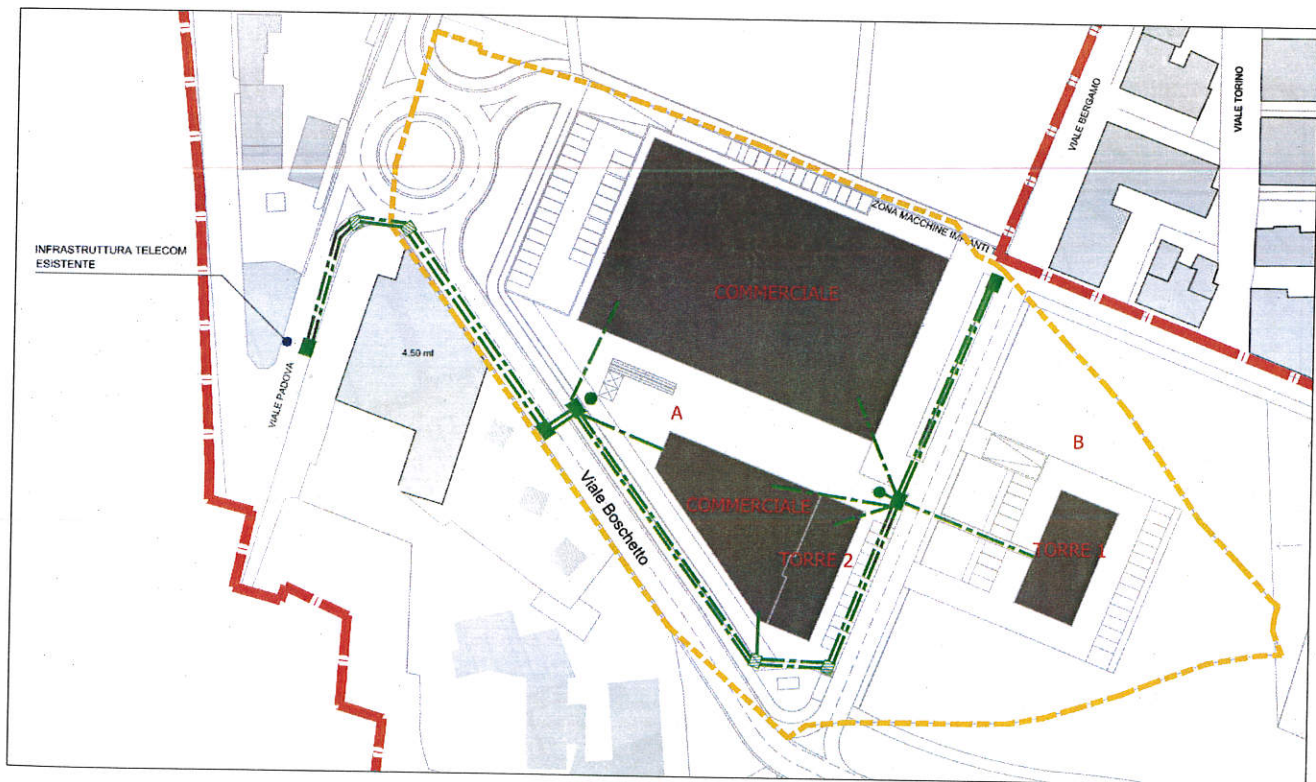 VIALE BERGAMO
VIALE TORINO
ZONA MACCHINE IMPIANTI
INFRASTRUTTURA TELECOM
ESISTENTE
COMMERCIALE
4.50 ml
VIALE PADOVA
A
B
Viale Boschetto
COMMERCIALE
TORRE 2
TORRE 1